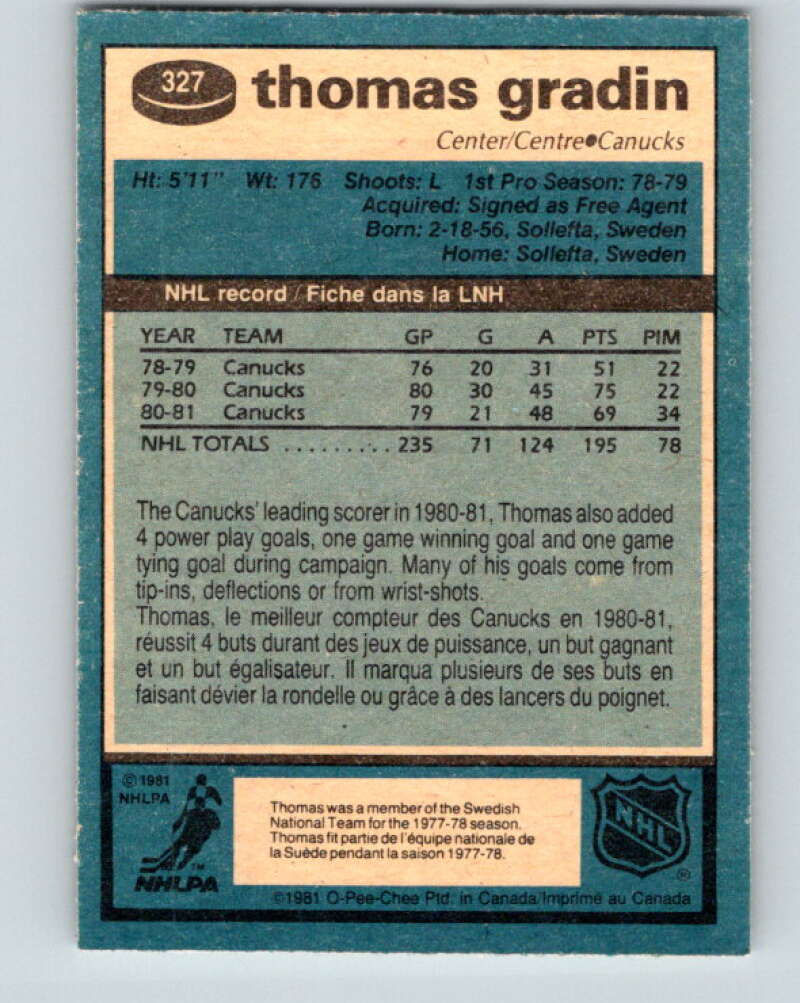 327 thomas gradin
Center/Centre•Canucks
Ht: 5'11" Wt: 176 Shoots: L 1st Pro Season: 78-79
Acquired: Signed as Free Agent
Born: 2-18-56, Sollefta, Sweden
Home: Sollefta, Sweden
NHL record / Fiche dans la LNH
YEAR TEAM GP G A PTS PIM
78-79 Canucks 76 20 31 51 22
79-80 Canucks 80 30 45 75 22
80-81 Canucks 79 21 48 69 34
NHL TOTALS .......... 235 71 124 195 78
The Canucks' leading scorer in 1980-81, Thomas also added
4 power play goals, one game winning goal and one game
tying goal during campaign. Many of his goals come from
tip-ins, deflections or from wrist-shots.
Thomas, le meilleur compteur des Canucks en 1980-81,
réussit 4 buts durant des jeux de puissance, un but gagnant
et un but égalisateur. Il marqua plusieurs de ses buts en
faisant dévier la rondelle ou grâce à des lancers du poignet.
© 1981
NHLPA
TM
NHLPA
Thomas was a member of the Swedish
National Team for the 1977-78 season.
Thomas fit partie de l'équipe nationale de
la Suède pendant la saison 1977-78.
NHL
®
©1981 O-Pee-Chee Ptd. in Canada/Imprimé au Canada